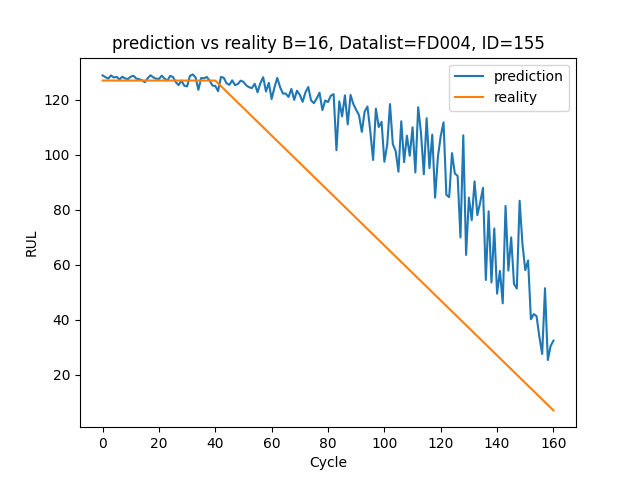 prediction vs reality B=16, Datalist=FD004, ID=155
prediction
reality
RUL
120
100
80
60
40
20
0 20 40 60 80 100 120 140 160
Cycle